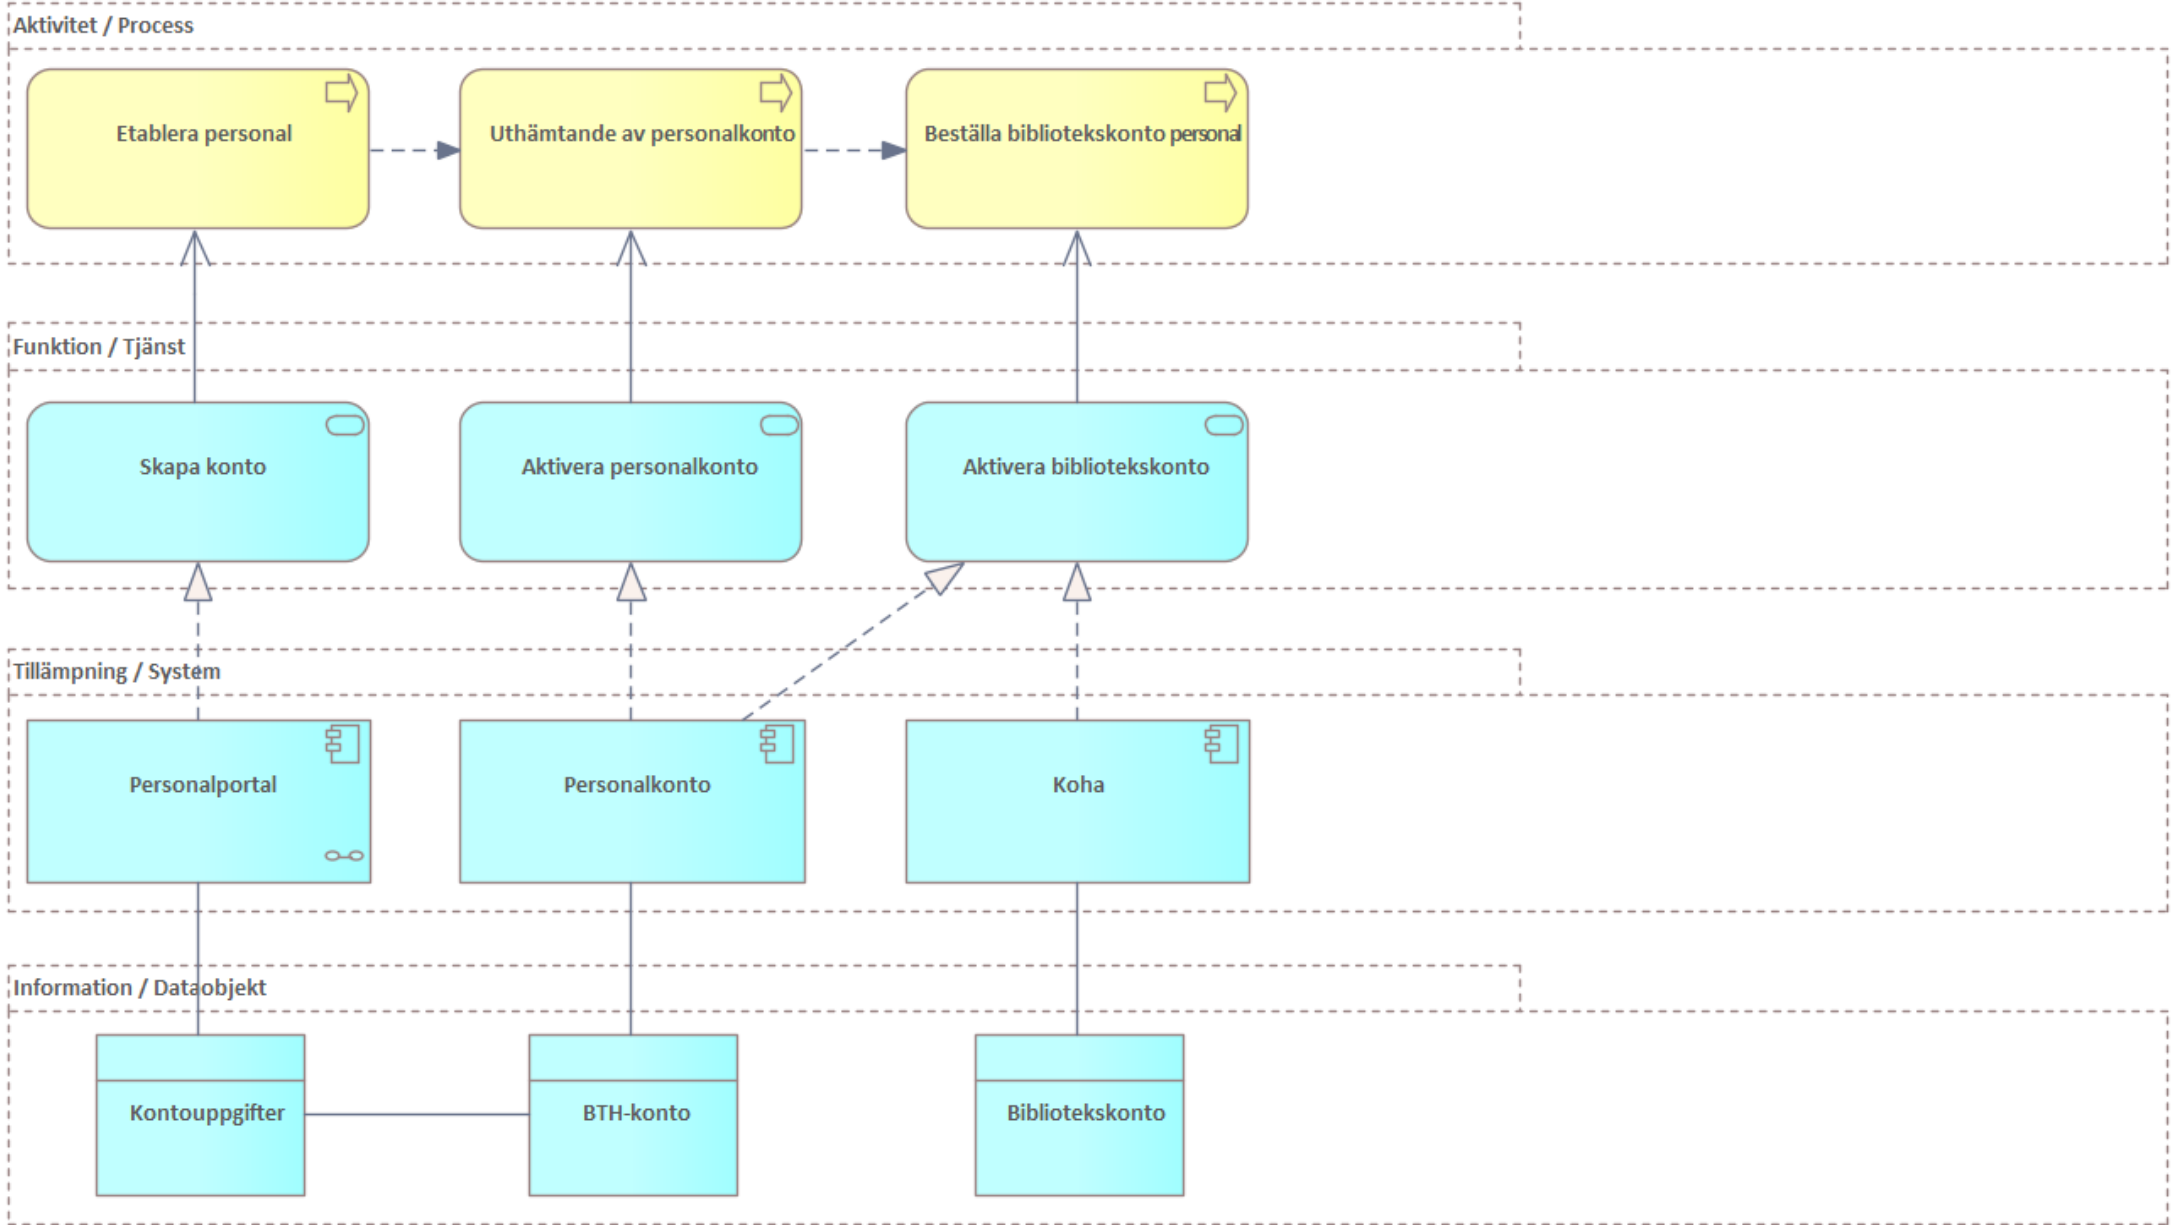 Aktivitet / Process
Etablera personal
Uthämtande av personalkonto
Beställa bibliotekskonto personal
Funktion / Tjänst
Skapa konto
Aktivera personalkonto
Aktivera bibliotekskonto
Tillämpning / System
Personalportal
Personalkonto
Koha
Information / Dataobjekt
Kontouppgifter
BTH-konto
Bibliotekskonto